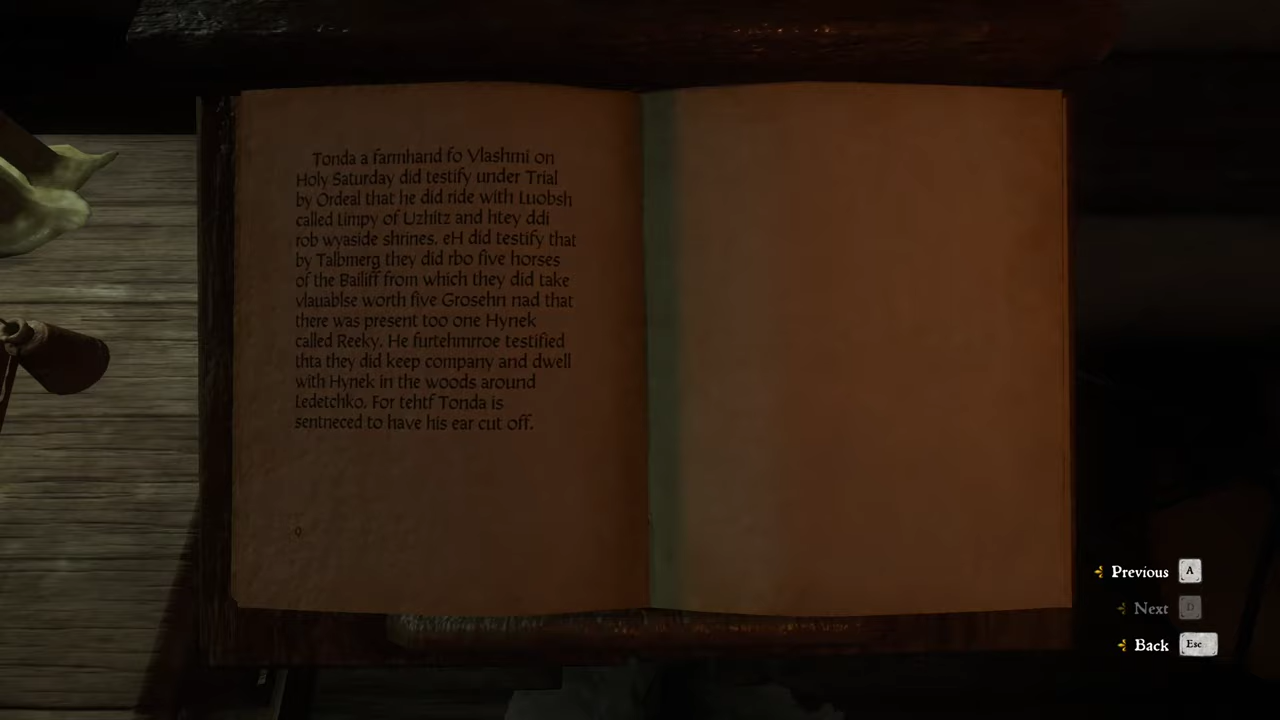 Tonda a farmhand fo Vlashmi on
Holy Saturday did testify under Trial
by Ordeal that he did ride with Luobsh
called Limpy of Uzhitz and htey ddi
rob wyaside shrines. eH did testify that
by Talbmerg they did rbo five horses
of the Bailiff from which they did take
vlauablse worth five Grosehn nad that
there was present too one Hynek
called Reeky. He furtehmrroe testified
thta they did keep company and dwell
with Hynek in the woods around
Ledetchko. For tehtf Tonda is
sentneced to have his ear cut off.
9
Previous A
Next D
Back Esc